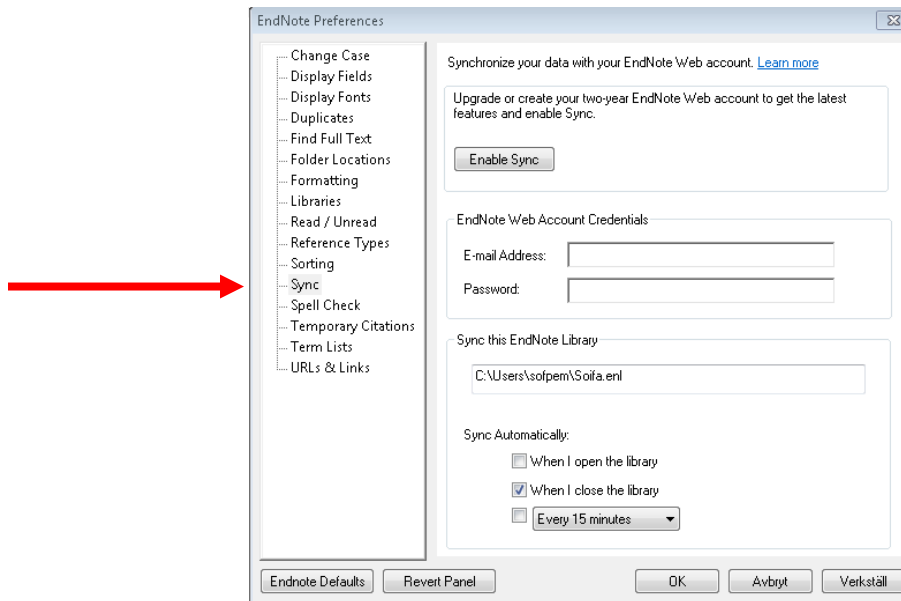 EndNote Preferences
Change Case
Display Fields
Display Fonts
Duplicates
Find Full Text
Folder Locations
Formatting
Libraries
Read / Unread
Reference Types
Sorting
Sync
Spell Check
Temporary Citations
Term Lists
URLs & Links
Synchronize your data with your EndNote Web account. Learn more
Upgrade or create your two-year EndNote Web account to get the latest
features and enable Sync.
Enable Sync
EndNote Web Account Credentials
E-mail Address:
Password:
Sync this EndNote Library
C:\Users\sofpem\Soifa.enl
Sync Automatically:
When I open the library
When I close the library
Every 15 minutes
Endnote Defaults
Revert Panel
OK
Avbryt
Verkställ